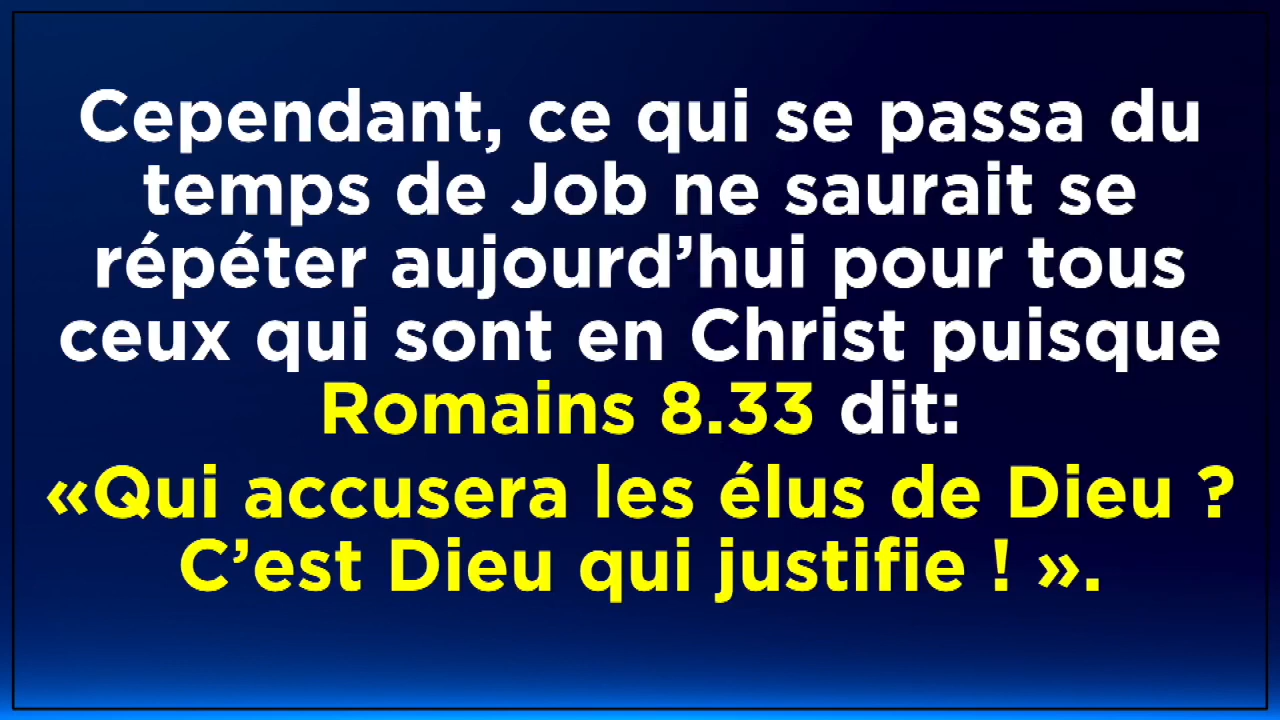 Cependant, ce qui se passa du
temps de Job ne saurait se
répéter aujourd’hui pour tous
ceux qui sont en Christ puisque
Romains 8.33 dit:
«Qui accusera les élus de Dieu ?
C’est Dieu qui justifie ! ».